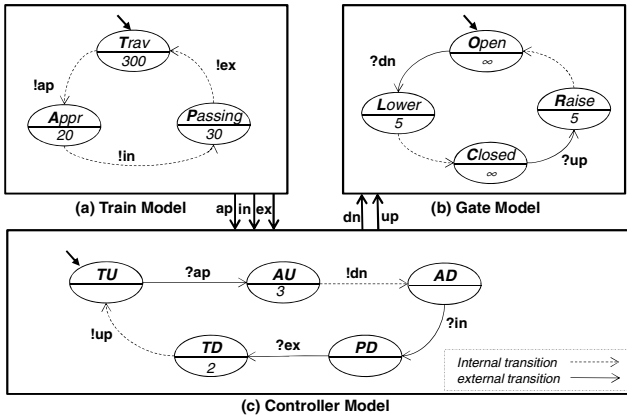 Trav
300
!ap
!ex
Appr
20
Passing
30
!in
(a) Train Model
Open
∞
?dn
Lower
5
Raise
5
Closed
∞
?up
(b) Gate Model
ap in ex
dn up
TU
?ap
AU
3
!dn
AD
?in
!up
TD
2
?ex
PD
Internal transition
external transition
(c) Controller Model